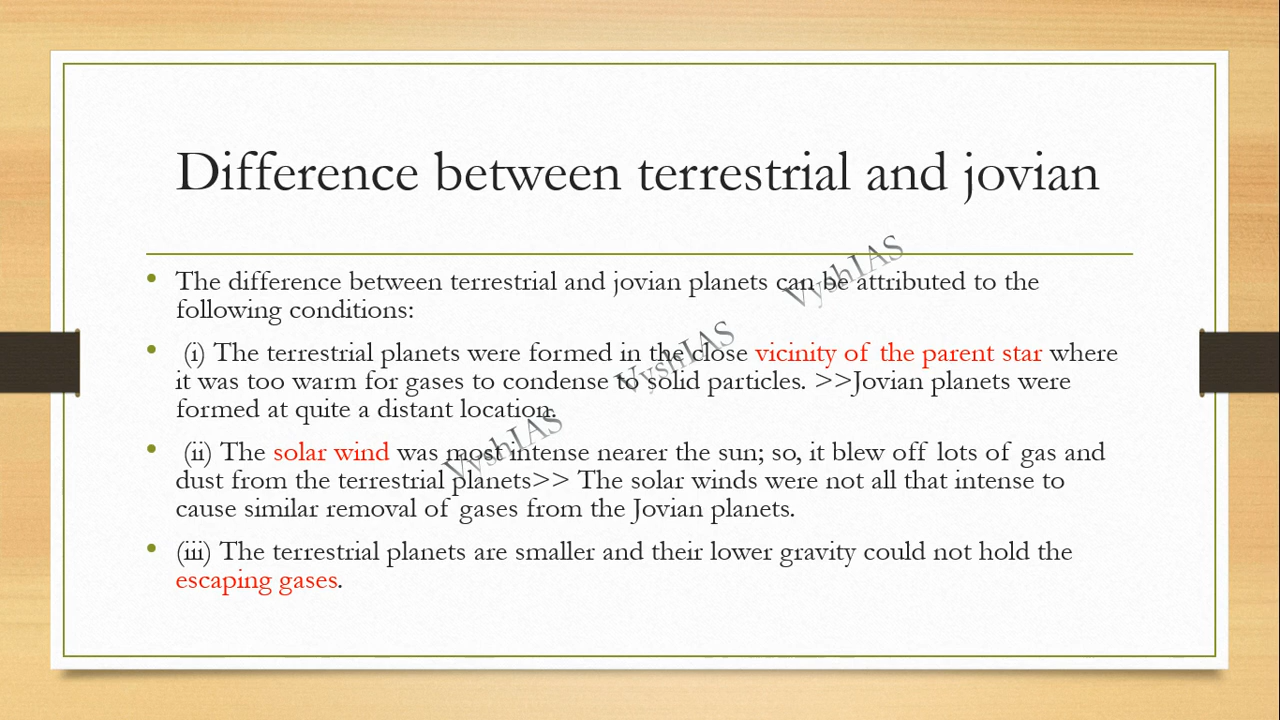 Difference between terrestrial and jovian
• The difference between terrestrial and jovian planets can be attributed to the
following conditions:
• (i) The terrestrial planets were formed in the close vicinity of the parent star where
it was too warm for gases to condense to solid particles. >>Jovian planets were
formed at quite a distant location.
• (ii) The solar wind was most intense nearer the sun; so, it blew off lots of gas and
dust from the terrestrial planets>> The solar winds were not all that intense to
cause similar removal of gases from the Jovian planets.
• (iii) The terrestrial planets are smaller and their lower gravity could not hold the
escaping gases.
VyshIAS
VyshIAS
VyshIAS